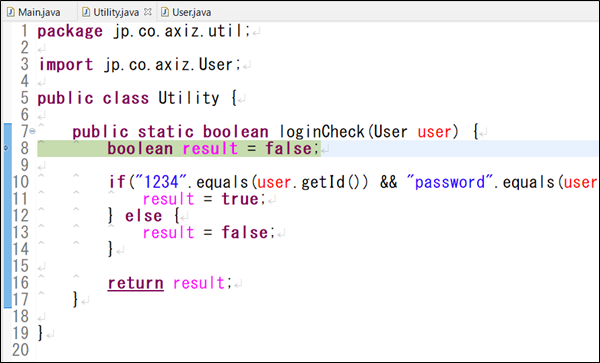 Main.java Utility.java User.java
1 package jp.co.axiz.util;
2
3 import jp.co.axiz.User;
4
5 public class Utility {
6
7 public static boolean loginCheck(User user) {
8 boolean result = false;
9
10 if("1234".equals(user.getId()) && "password".equals(user
11 result = true;
12 } else {
13 result = false;
14 }
15
16 return result;
17 }
18
19 }
20